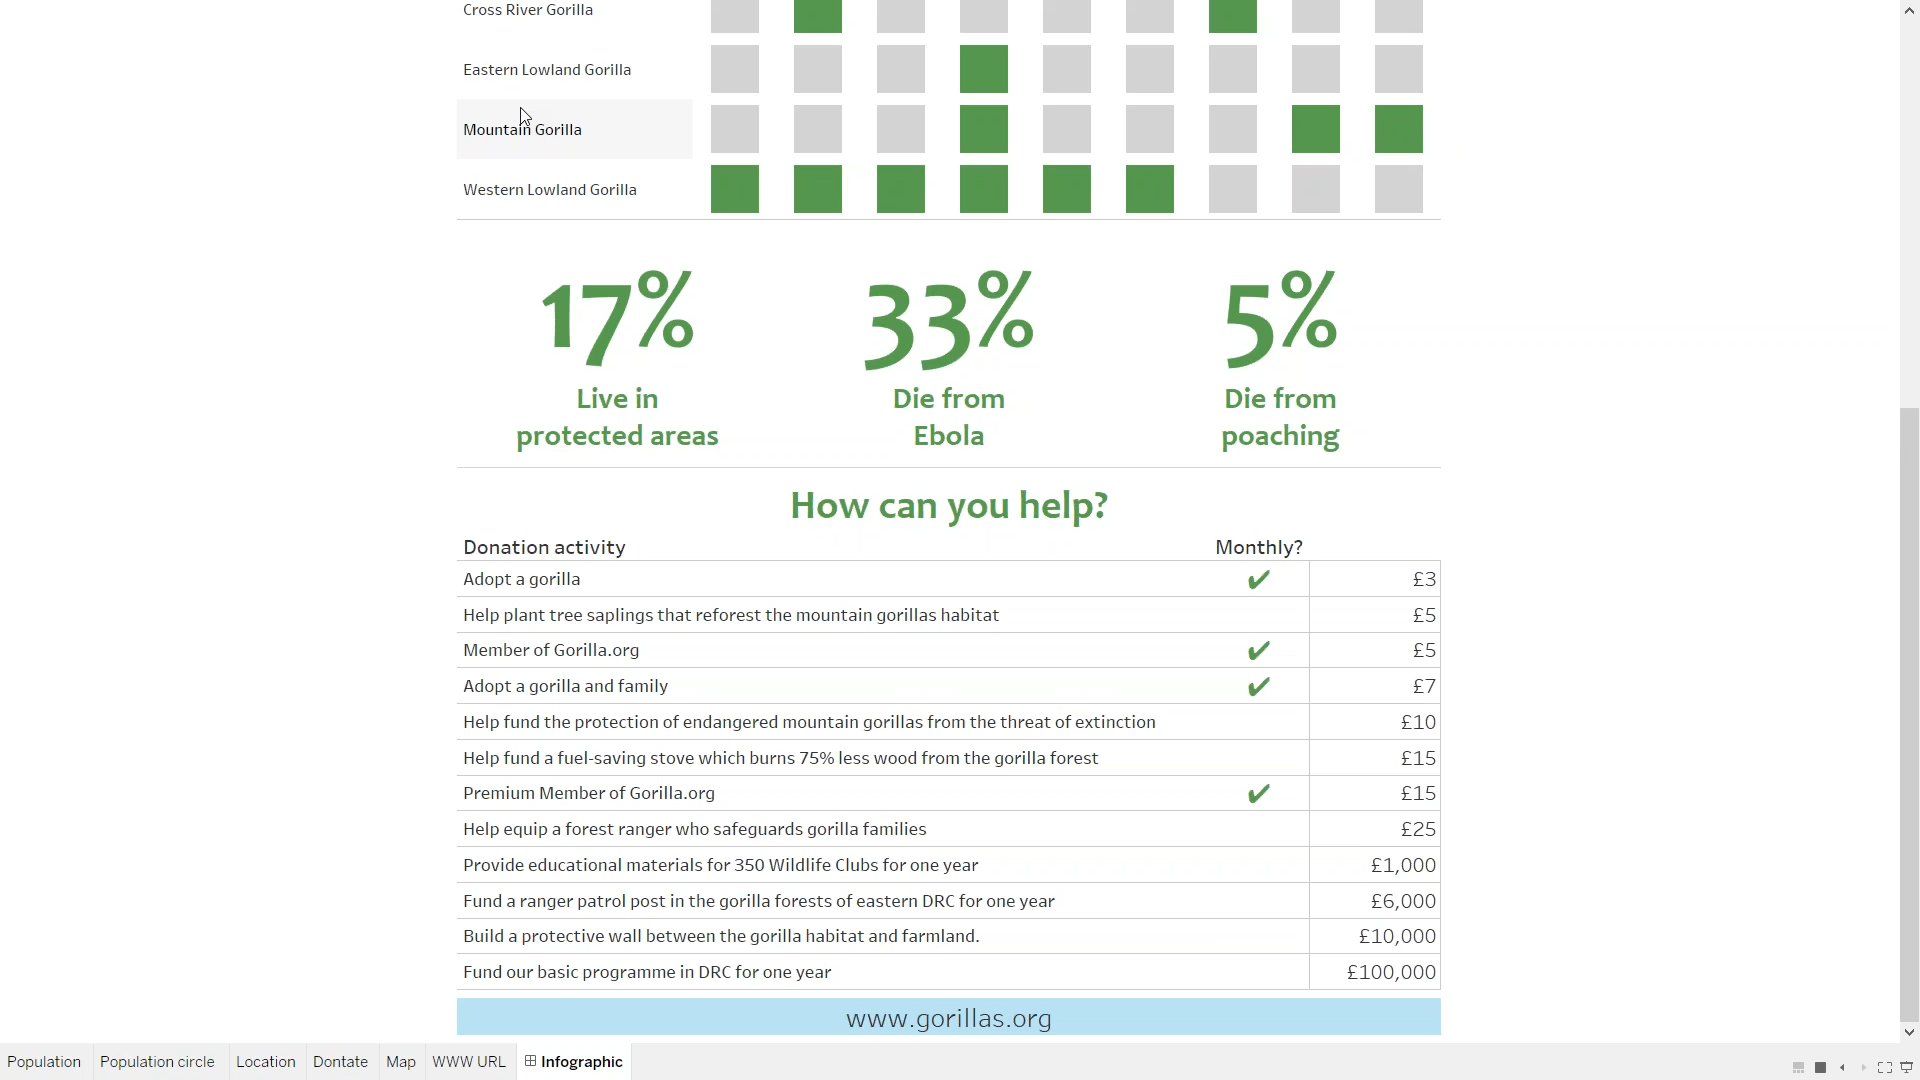 Cross River Gorilla
Eastern Lowland Gorilla
Mountain Gorilla
Western Lowland Gorilla
17% 33% 5%
Live in Die from Die from
protected areas Ebola poaching
How can you help?
Donation activity Monthly?
Adopt a gorilla ✔ £3
Help plant tree saplings that reforest the mountain gorillas habitat £5
Member of Gorilla.org ✔ £5
Adopt a gorilla and family ✔ £7
Help fund the protection of endangered mountain gorillas from the threat of extinction £10
Help fund a fuel-saving stove which burns 75% less wood from the gorilla forest £15
Premium Member of Gorilla.org ✔ £15
Help equip a forest ranger who safeguards gorilla families £25
Provide educational materials for 350 Wildlife Clubs for one year £1,000
Fund a ranger patrol post in the gorilla forests of eastern DRC for one year £6,000
Build a protective wall between the gorilla habitat and farmland. £10,000
Fund our basic programme in DRC for one year £100,000
www.gorillas.org
Population Population circle Location Dontate Map WWW URL Infographic